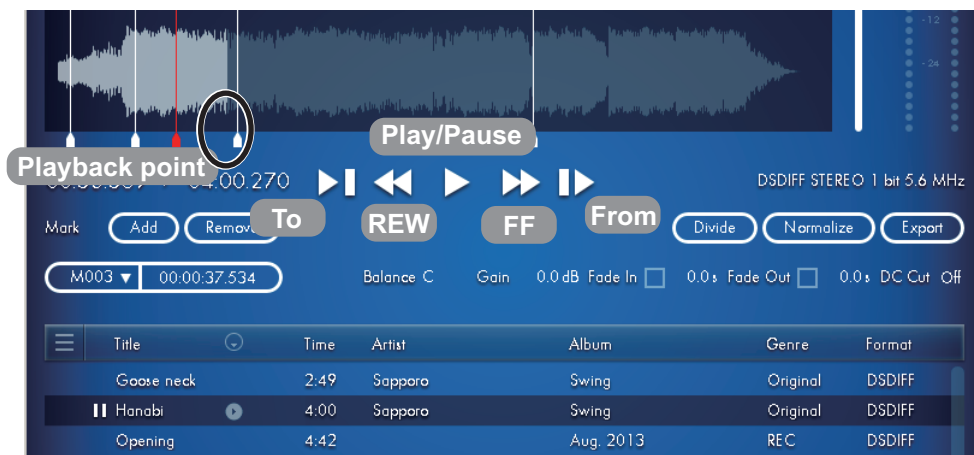 -12
-24
Play/Pause
Playback point
04:00.270
DSDIFF STEREO 1 bit 5.6 MHz
To
REW
FF
From
Mark Add Remove Divide Normalize Export
M003 ▼ 00:00:37.534 Balance C Gain 0.0 dB Fade In 0.0 s Fade Out 0.0 s DC Cut Off
Title Time Artist Album Genre Format
Goose neck 2:49 Sapporo Swing Original DSDIFF
Hanabi 4:00 Sapporo Swing Original DSDIFF
Opening 4:42 Aug. 2013 REC DSDIFF